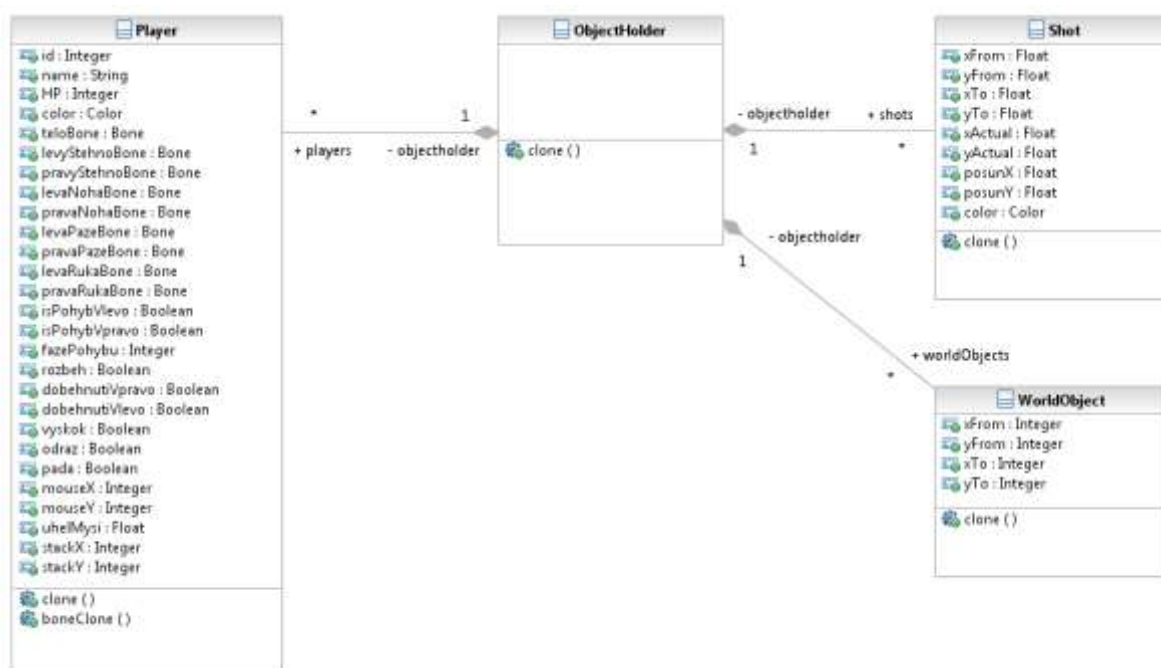 Player
id : Integer
name : String
HP : Integer
color : Color
teloBone : Bone
levyStehnoBone : Bone
pravyStehnoBone : Bone
levaNohaBone : Bone
pravaNohaBone : Bone
levaPazeBone : Bone
pravaPazeBone : Bone
levaRukaBone : Bone
pravaRukaBone : Bone
isPohybVlevo : Boolean
isPohybVpravo : Boolean
fazePohybu : Integer
rozbeh : Boolean
dobehnutiVpravo : Boolean
dobehnutiVlevo : Boolean
vyskok : Boolean
odraz : Boolean
pada : Boolean
mouseX : Integer
mouseY : Integer
uhelMysi : Float
stackX : Integer
stackY : Integer
clone ( )
boneClone ( )
* 1
+ players - objectholder
ObjectHolder
clone ( )
- objectholder + shots
1 *
- objectholder
1
+ worldObjects
*
Shot
xFrom : Float
yFrom : Float
xTo : Float
yTo : Float
xActual : Float
yActual : Float
posunX : Float
posunY : Float
color : Color
clone ( )
WorldObject
xFrom : Integer
yFrom : Integer
xTo : Integer
yTo : Integer
clone ( )